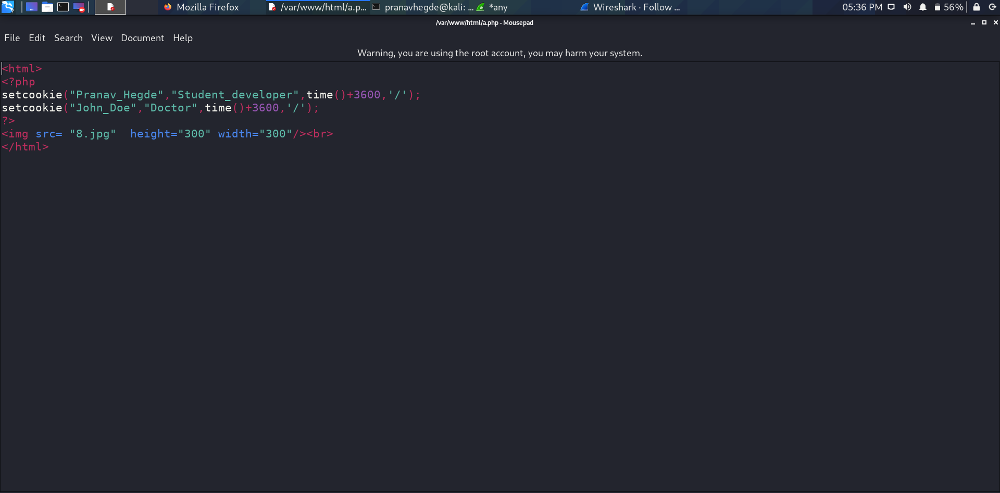 Mozilla Firefox /var/www/html/a.p... pranavhegde@kali: ... *any Wireshark · Follow ... 05:36 PM 56%
/var/www/html/a.php - Mousepad
File Edit Search View Document Help
Warning, you are using the root account, you may harm your system.
<html>
<?php
setcookie("Pranav_Hegde","Student_developer",time()+3600,'/');
setcookie("John_Doe","Doctor",time()+3600,'/');
?>
<img src= "8.jpg"  height="300" width="300"/><br>
</html>